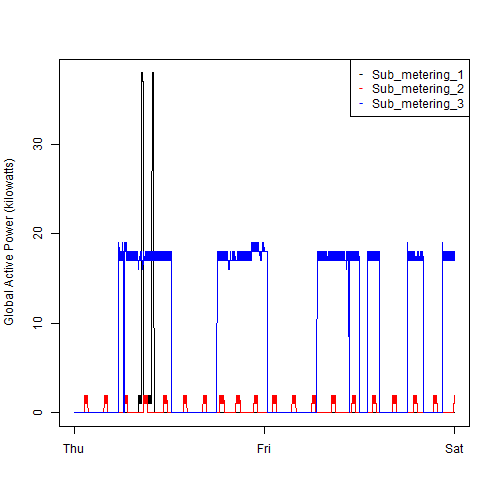 Sub_metering_1
Sub_metering_2
Sub_metering_3
Global Active Power (kilowatts)
30
20
10
0
Thu Fri Sat